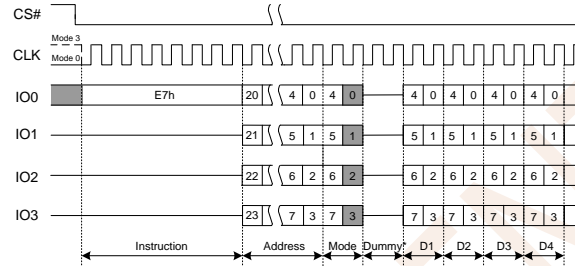 CS#
Mode 3
CLK
Mode 0
IO0 E7h 20 4 0 4 0 4 0 4 0 4 0 4 0
IO1 21 5 1 5 1 5 1 5 1 5 1 5 1
IO2 22 6 2 6 2 6 2 6 2 6 2 6 2
IO3 23 7 3 7 3 7 3 7 3 7 3 7 3
Instruction Address Mode Dummy* D1 D2 D3 D4